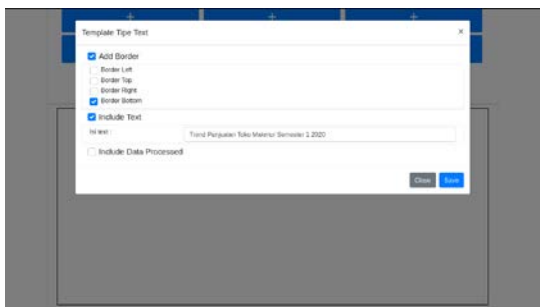 + + +
Template Tipe Text ×
Add Border
Border Left
Border Top
Border Right
Border Bottom
Include Text
Isi text :
Trend Penjualan Toko Makmur Semester 1 2020
Include Data Processed
Close Save